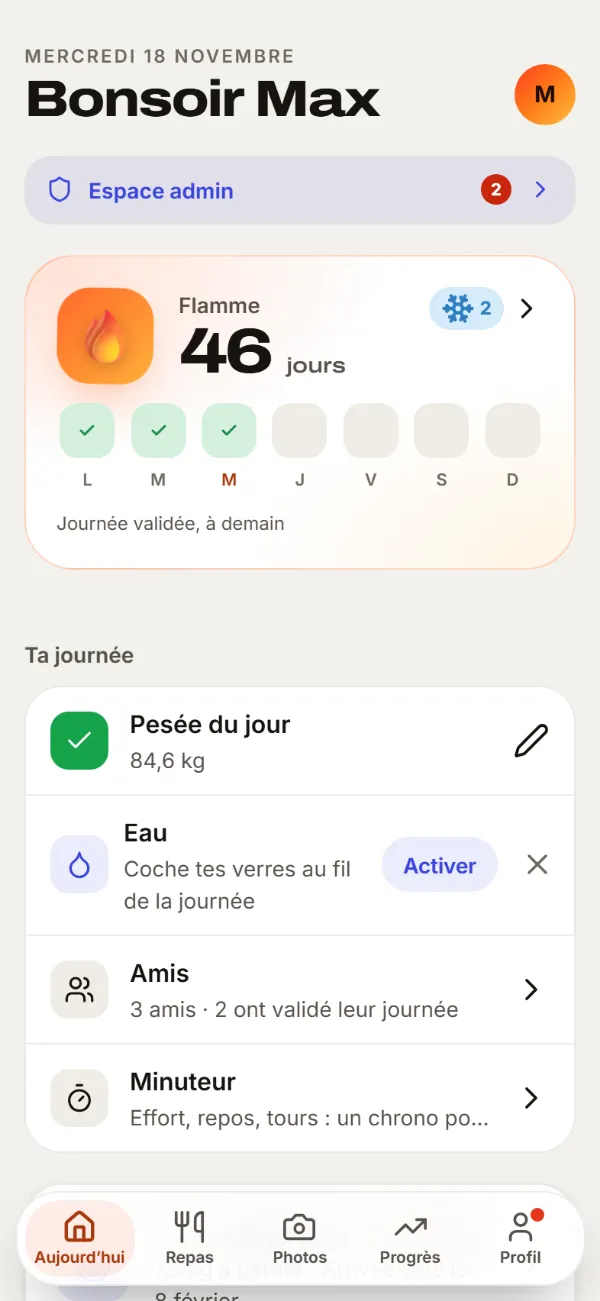 MERCREDI 18 NOVEMBRE
Bonsoir Max
M
Espace admin
2
Flamme
2
46 jours
L M M J V S D
Journée validée, à demain
Ta journée
Pesée du jour
84,6 kg
Eau
Coche tes verres au fil
de la journée
Activer
Amis
3 amis · 2 ont validé leur journée
Minuteur
Effort, repos, tours : un chrono po...
Aujourd'hui
Repas
Photos
Progrès
Profil
8 février